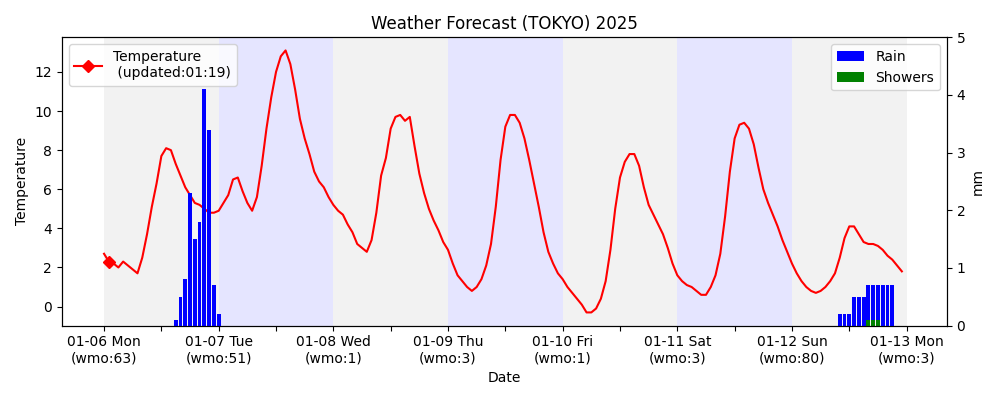 Weather Forecast (TOKYO) 2025
Temperature
(updated:01:19)
Rain
Showers
Temperature
12
10
8
6
4
2
0
5
4
3
2
1
0
mm
01-06 Mon
(wmo:63)
01-07 Tue
(wmo:51)
01-08 Wed
(wmo:1)
01-09 Thu
(wmo:3)
01-10 Fri
(wmo:1)
01-11 Sat
(wmo:3)
01-12 Sun
(wmo:80)
01-13 Mon
(wmo:3)
Date